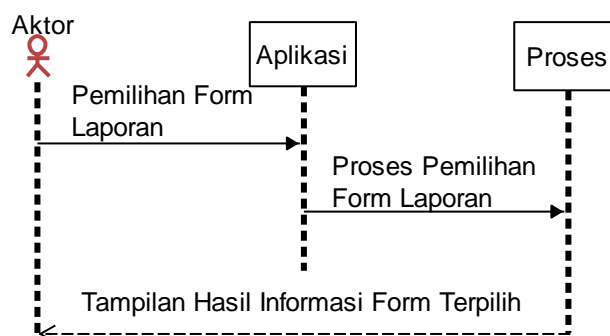 Aktor
Aplikasi
Proses
Pemilihan Form
Laporan
Proses Pemilihan
Form Laporan
Tampilan Hasil Informasi Form Terpilih